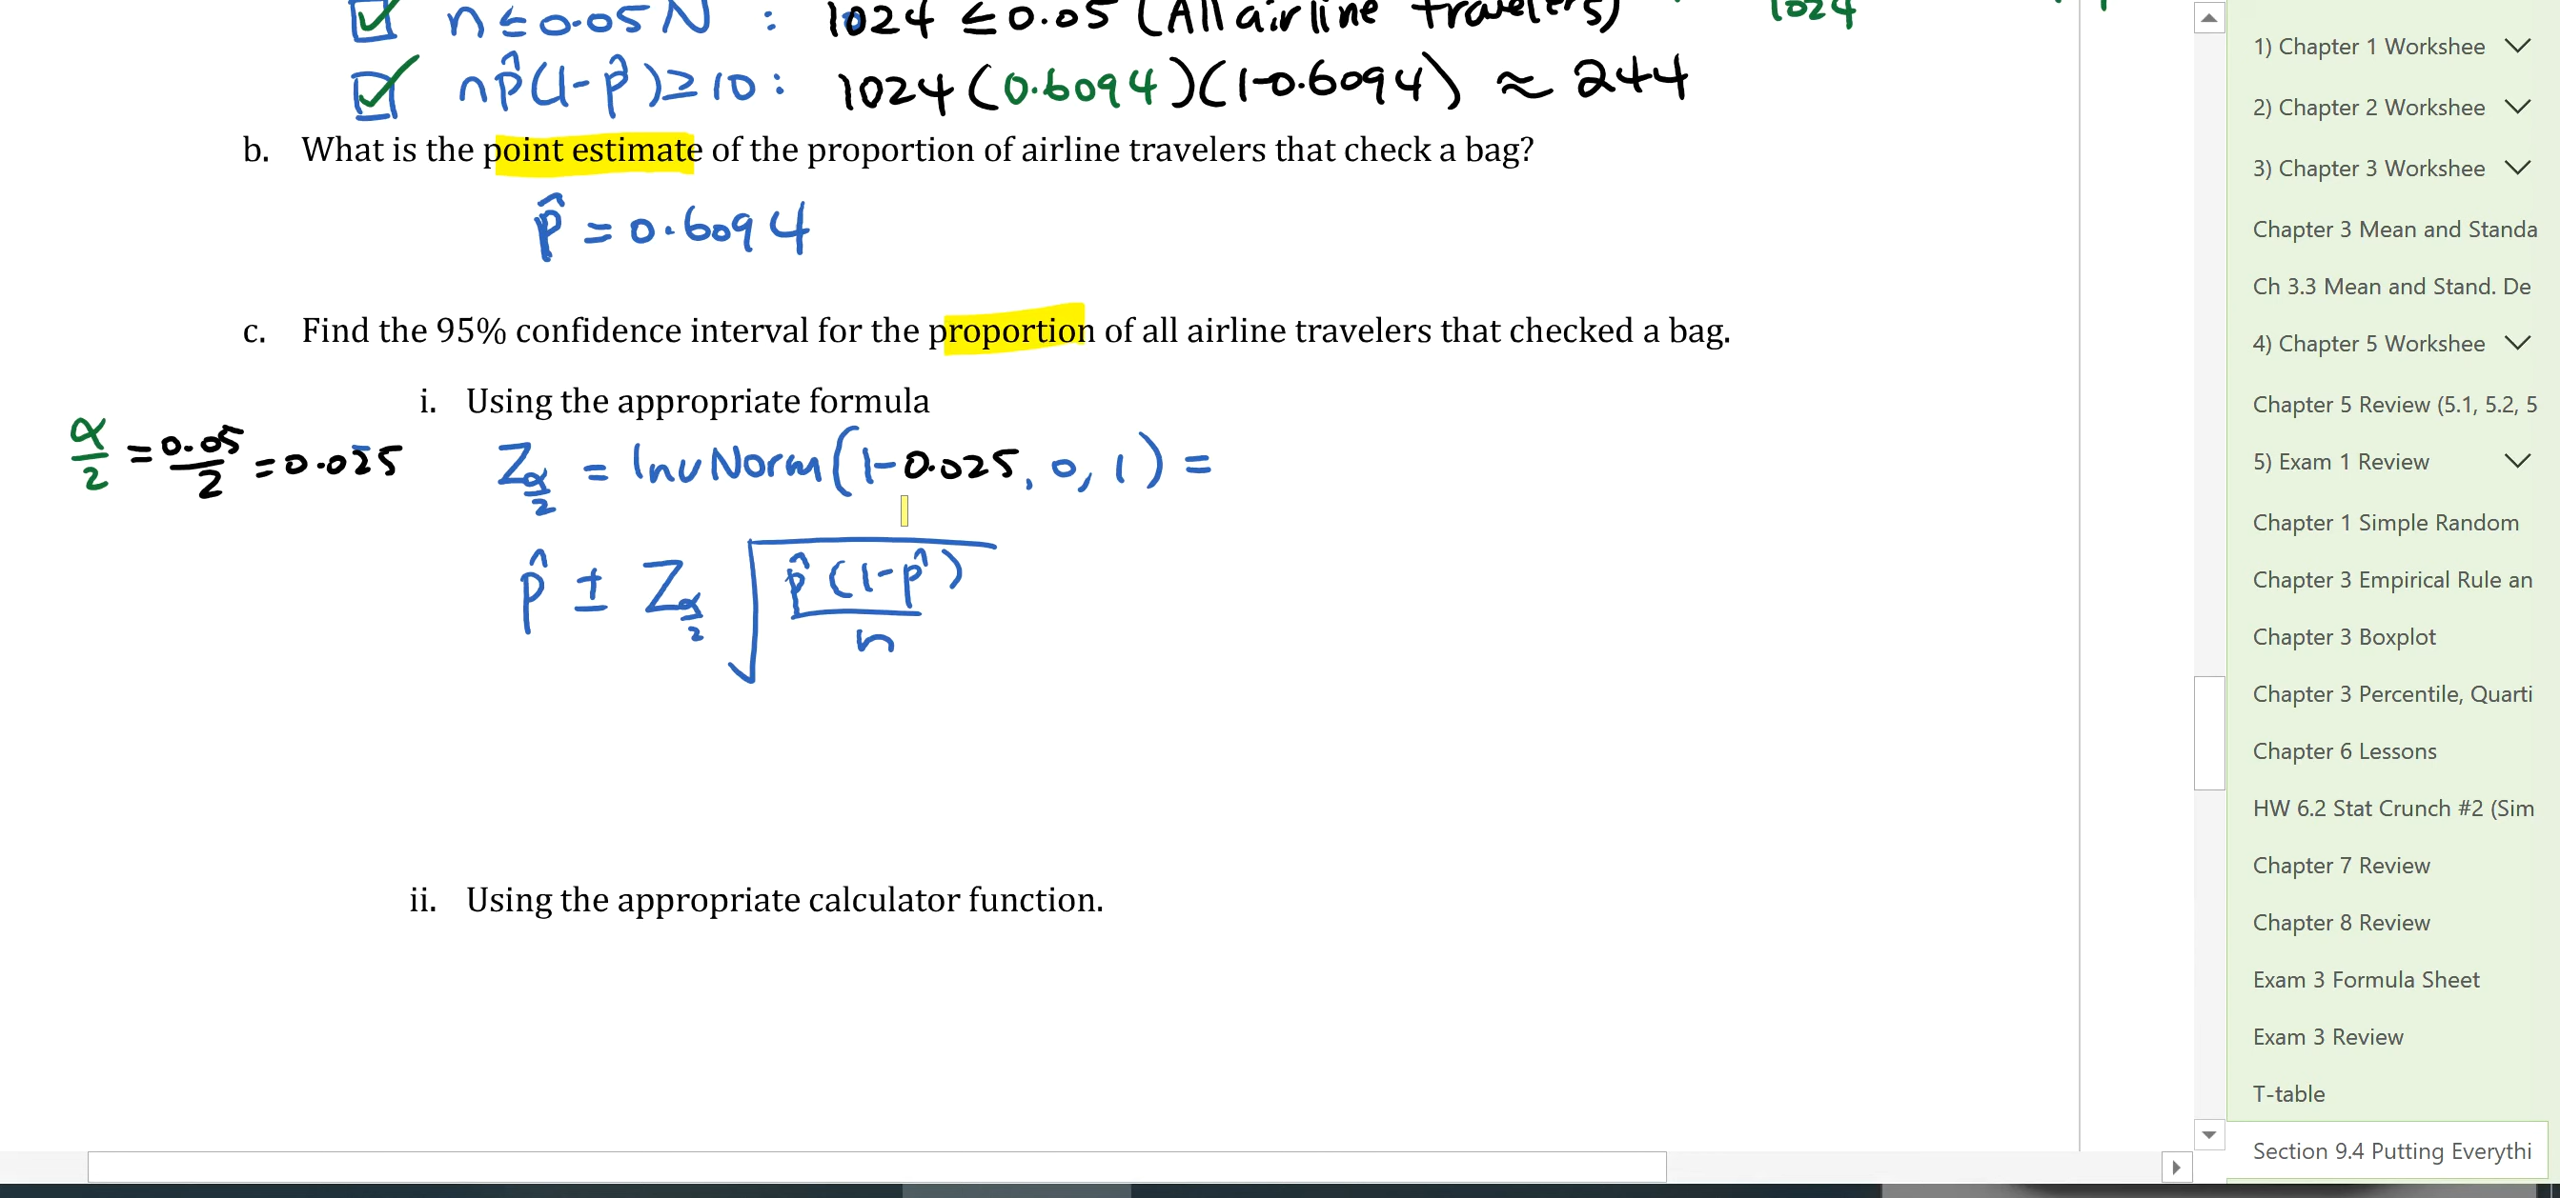 n ≤ 0.05 N : 1024 ≤ 0.05 (All airline travelers)
1024
np̂(1-p̂) ≥ 10 : 1024(0.6094)(1-0.6094) ≈ 244
b. What is the point estimate of the proportion of airline travelers that check a bag?
p̂ = 0.6094
c. Find the 95% confidence interval for the proportion of all airline travelers that checked a bag.
i. Using the appropriate formula
α/2 = 0.05/2 = 0.025
Z_α/2 = InvNorm(1-0.025, 0, 1) =
p̂ ± Z_α/2 √(p̂(1-p̂)/n)
ii. Using the appropriate calculator function.
1) Chapter 1 Workshee
2) Chapter 2 Workshee
3) Chapter 3 Workshee
Chapter 3 Mean and Standa
Ch 3.3 Mean and Stand. De
4) Chapter 5 Workshee
Chapter 5 Review (5.1, 5.2, 5
5) Exam 1 Review
Chapter 1 Simple Random
Chapter 3 Empirical Rule an
Chapter 3 Boxplot
Chapter 3 Percentile, Quarti
Chapter 6 Lessons
HW 6.2 Stat Crunch #2 (Sim
Chapter 7 Review
Chapter 8 Review
Exam 3 Formula Sheet
Exam 3 Review
T-table
Section 9.4 Putting Everythi